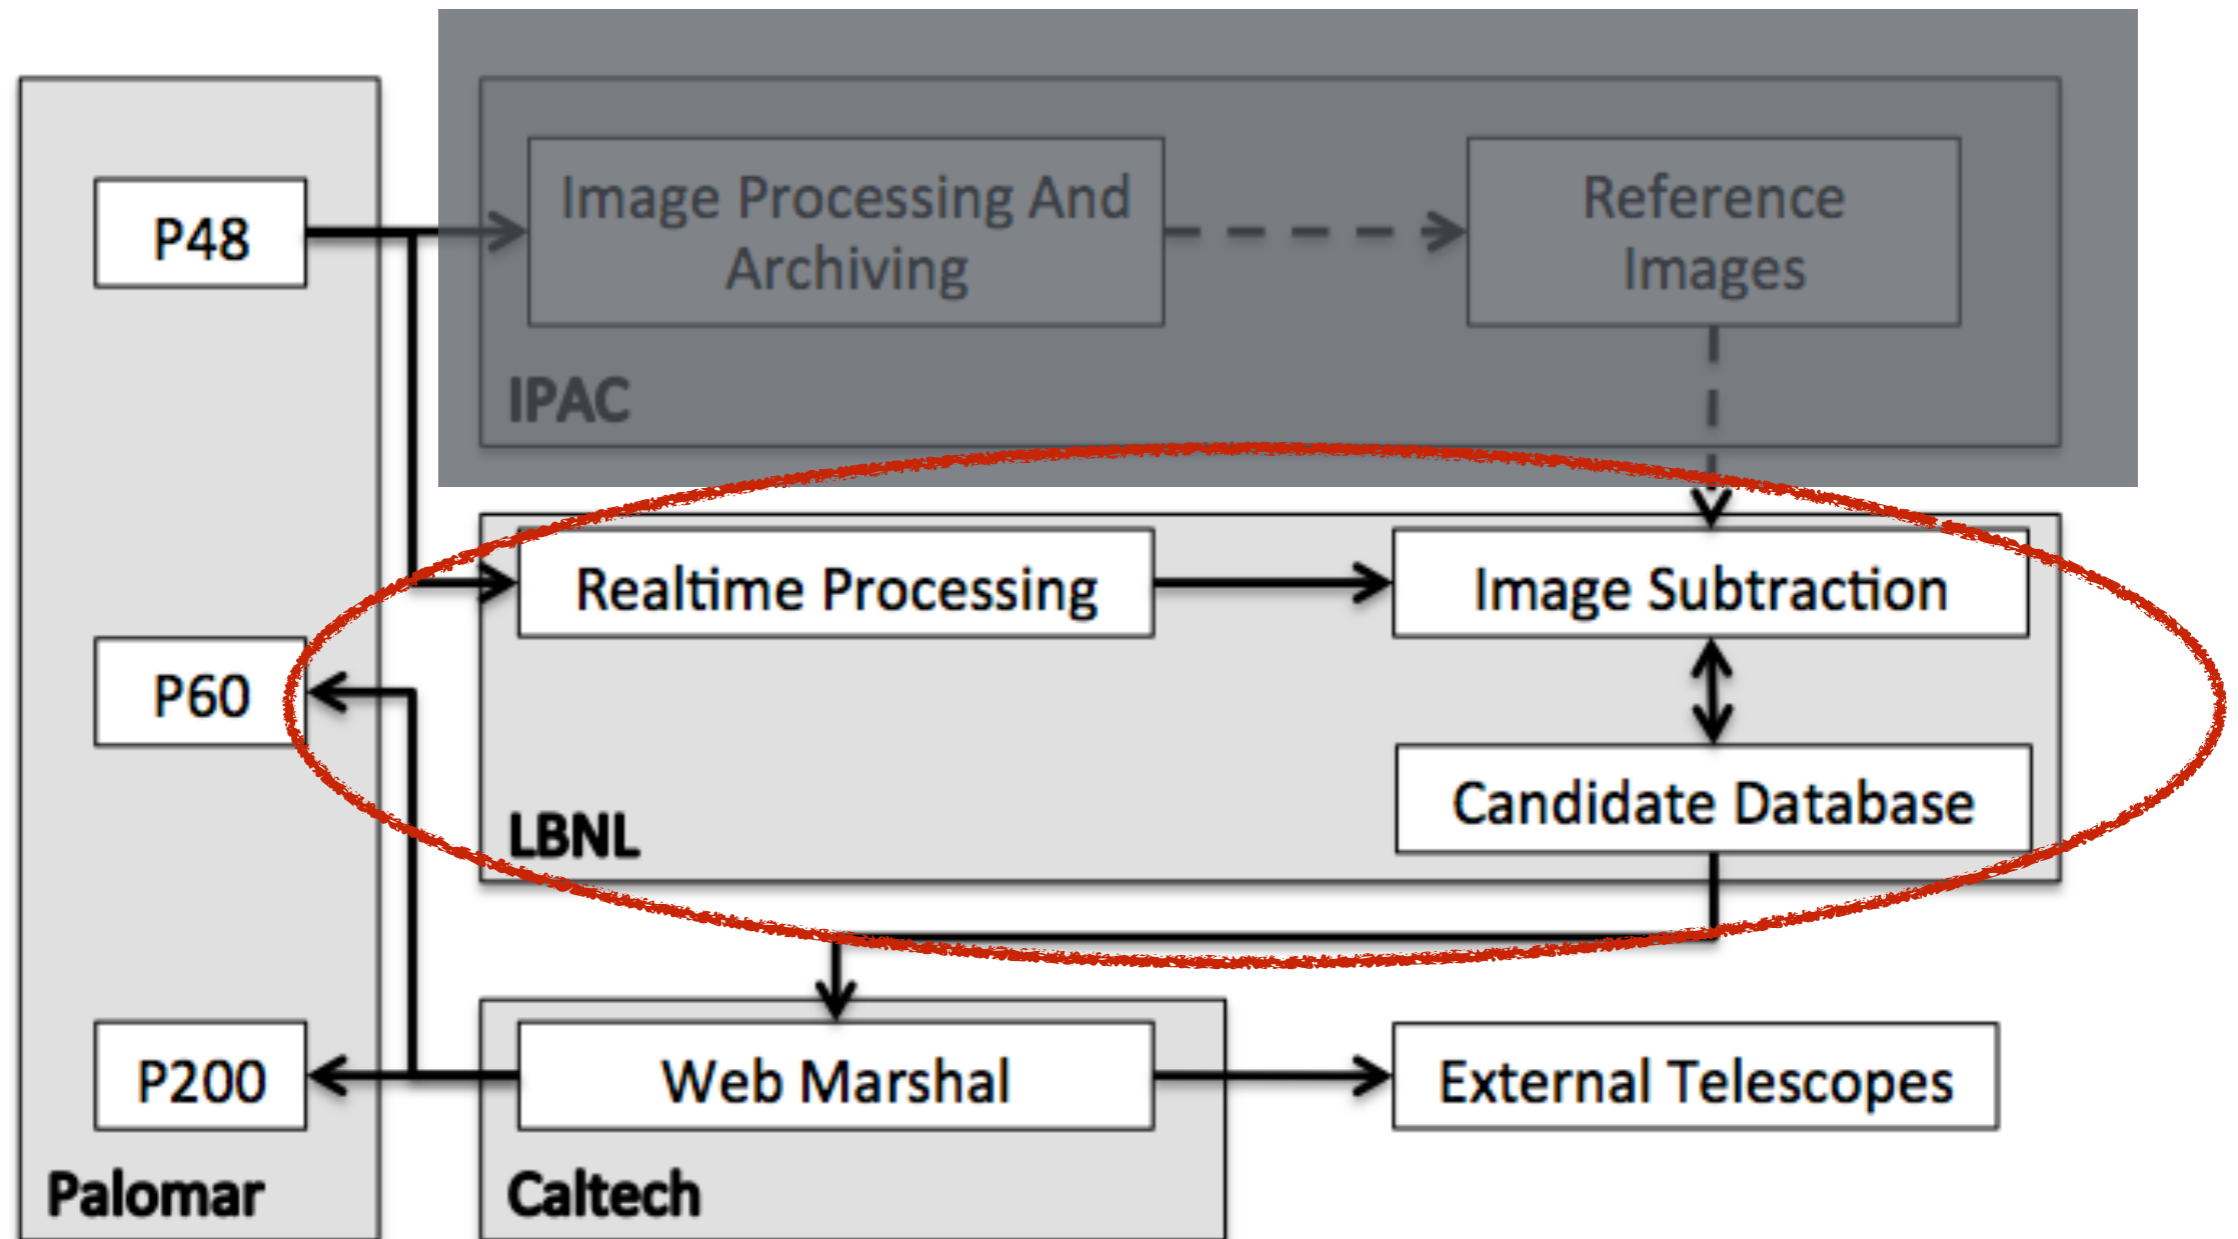 P48
Image Processing And
Archiving
Reference
Images
IPAC
Realtime Processing
Image Subtraction
P60
Candidate Database
LBNL
P200
Web Marshal
External Telescopes
Palomar
Caltech